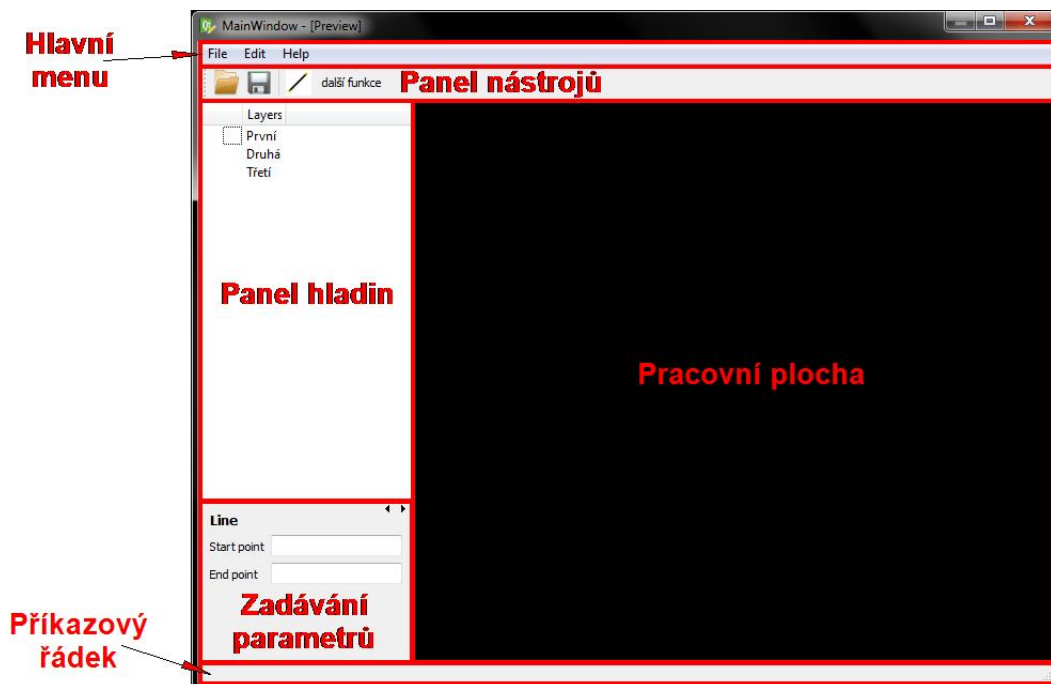 MainWindow - [Preview]
Hlavní
menu
File Edit Help
další funkce
Panel nástrojů
Layers
První
Druhá
Třetí
Panel hladin
Pracovní plocha
Line
Start point
End point
Zadávání
parametrů
Příkazový
řádek